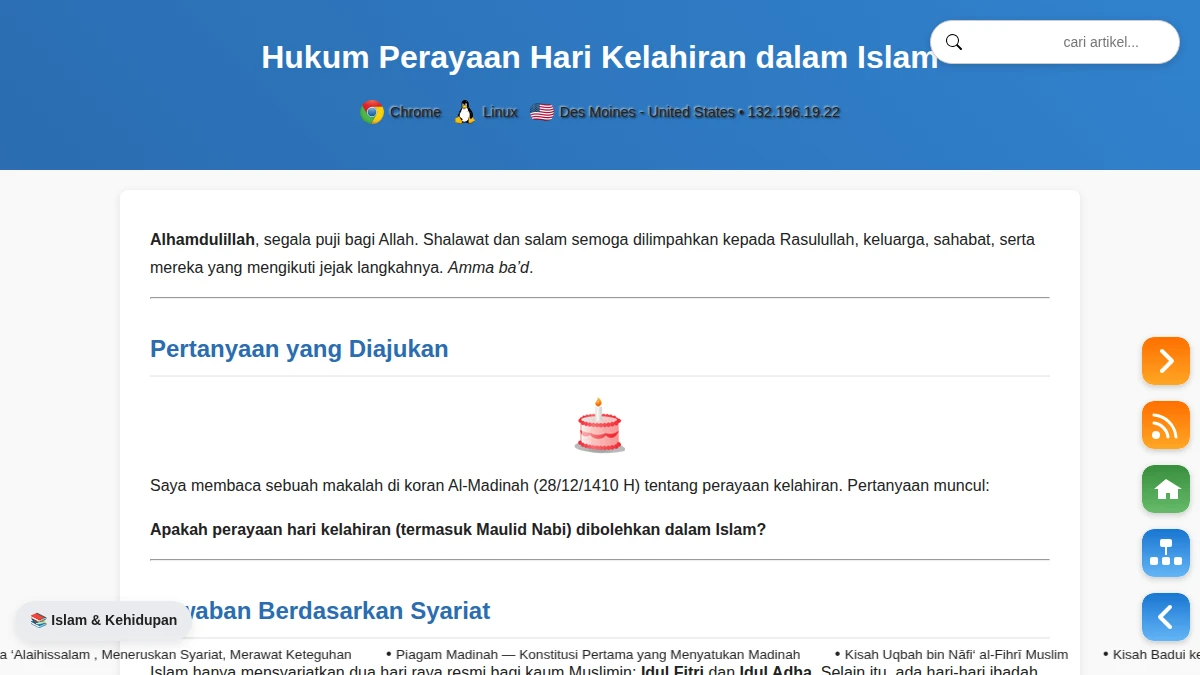 Hukum Perayaan Hari Kelahiran dalam Islam
cari artikel...
Chrome Linux Des Moines - United States • 132.196.19.22
Alhamdulillah, segala puji bagi Allah. Shalawat dan salam semoga dilimpahkan kepada Rasulullah, keluarga, sahabat, serta
mereka yang mengikuti jejak langkahnya. Amma ba’d.
Pertanyaan yang Diajukan
Saya membaca sebuah makalah di koran Al-Madinah (28/12/1410 H) tentang perayaan kelahiran. Pertanyaan muncul:
Apakah perayaan hari kelahiran (termasuk Maulid Nabi) dibolehkan dalam Islam?
waban Berdasarkan Syariat
Islam & Kehidupan
a ‘Alaihissalam , Meneruskan Syariat, Merawat Keteguhan • Piagam Madinah — Konstitusi Pertama yang Menyatukan Madinah • Kisah Uqbah bin Nāfi‘ al-Fihrī Muslim • Kisah Badui ke
Islam hanya mensyariatkan dua hari raya resmi bagi kaum Muslimin: Idul Fitri dan Idul Adha. Selain itu, ada hari-hari ibadah